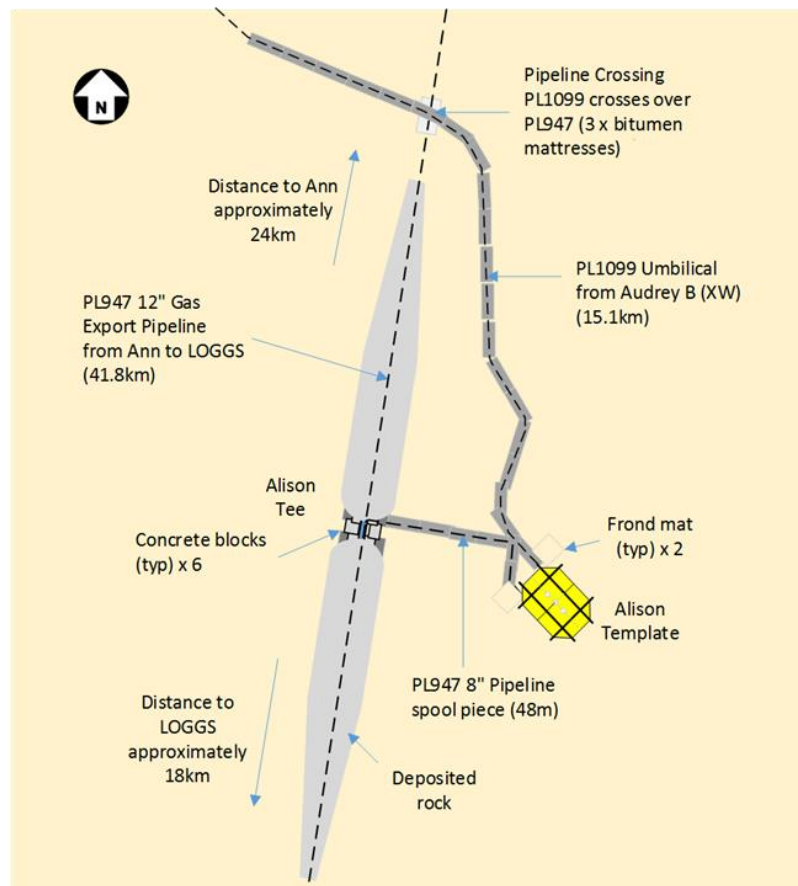 N
Pipeline Crossing
PL1099 crosses over
PL947 (3 x bitumen
mattresses)
Distance to Ann
approximately
24km
PL1099 Umbilical
from Audrey B (XW)
(15.1km)
PL947 12" Gas
Export Pipeline
from Ann to LOGGS
(41.8km)
Alison
Tee
Concrete blocks
(typ) x 6
Frond mat
(typ) x 2
Alison
Template
PL947 8" Pipeline
spool piece (48m)
Distance to
LOGGS
approximately
18km
Deposited
rock